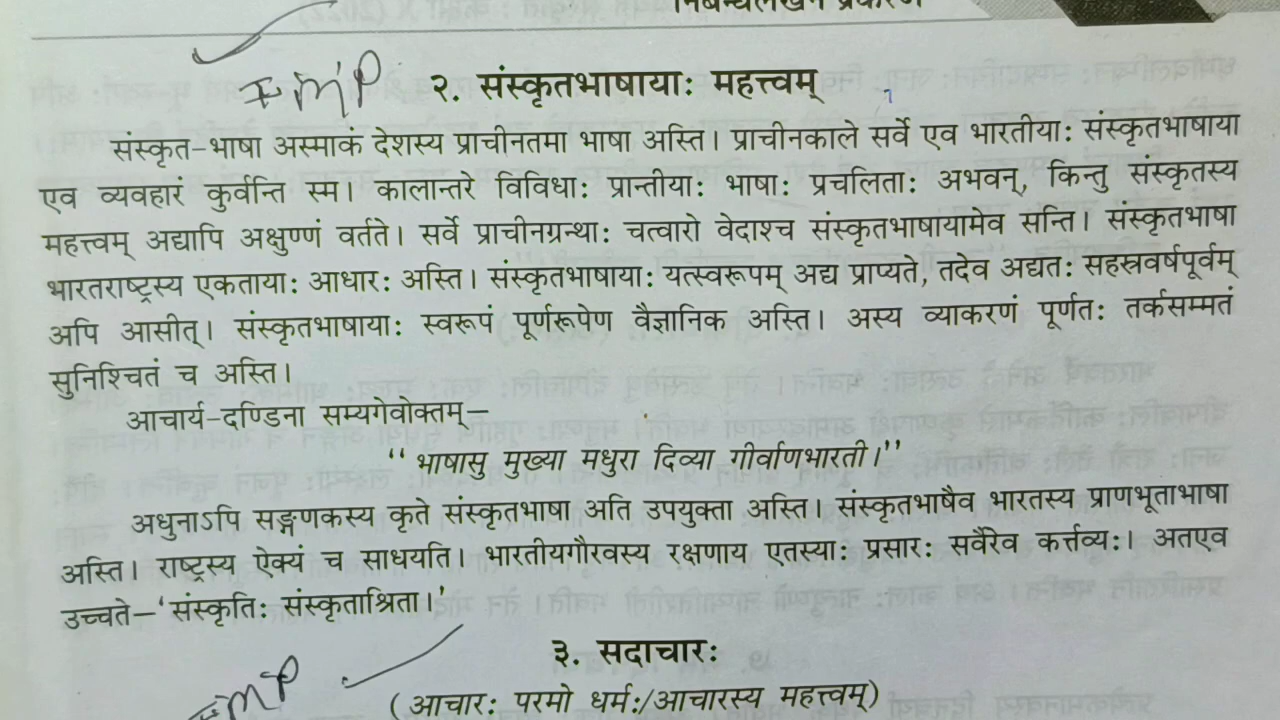 निबन्धलेखन प्रकरण
IMP
२. संस्कृतभाषायाः महत्त्वम्
संस्कृत-भाषा अस्माकं देशस्य प्राचीनतमा भाषा अस्ति। प्राचीनकाले सर्वे एव भारतीयाः संस्कृतभाषाया
एव व्यवहारं कुर्वन्ति स्म। कालान्तरे विविधाः प्रान्तीयाः भाषाः प्रचलिताः अभवन्, किन्तु संस्कृतस्य
महत्त्वम् अद्यापि अक्षुण्णं वर्तते। सर्वे प्राचीनग्रन्थाः चत्वारो वेदाश्च संस्कृतभाषायामेव सन्ति। संस्कृतभाषा
भारतराष्ट्रस्य एकतायाः आधारः अस्ति। संस्कृतभाषायाः यत्स्वरूपम् अद्य प्राप्यते, तदेव अद्यतः सहस्रवर्षपूर्वम्
अपि आसीत्। संस्कृतभाषायाः स्वरूपं पूर्णरूपेण वैज्ञानिक अस्ति। अस्य व्याकरणं पूर्णतः तर्कसम्मतं
सुनिश्चितं च अस्ति।
आचार्य-दण्डिना सम्यगेवोक्तम–
“भाषासु मुख्या मधुरा दिव्या गीर्वाणभारती।”
अधुनाऽपि सङ्गणकस्य कृते संस्कृतभाषा अति उपयुक्ता अस्ति। संस्कृतभाषैव भारतस्य प्राणभूताभाषा
अस्ति। राष्ट्रस्य ऐक्यं च साधयति। भारतीयगौरवस्य रक्षणाय एतस्याः प्रसारः सर्वैरेव कर्त्तव्यः। अतएव
उच्चते–‘संस्कृतिः संस्कृताश्रिता।’
३. सदाचारः
IMP
(आचारः परमो धर्मः/आचारस्य महत्त्वम्)